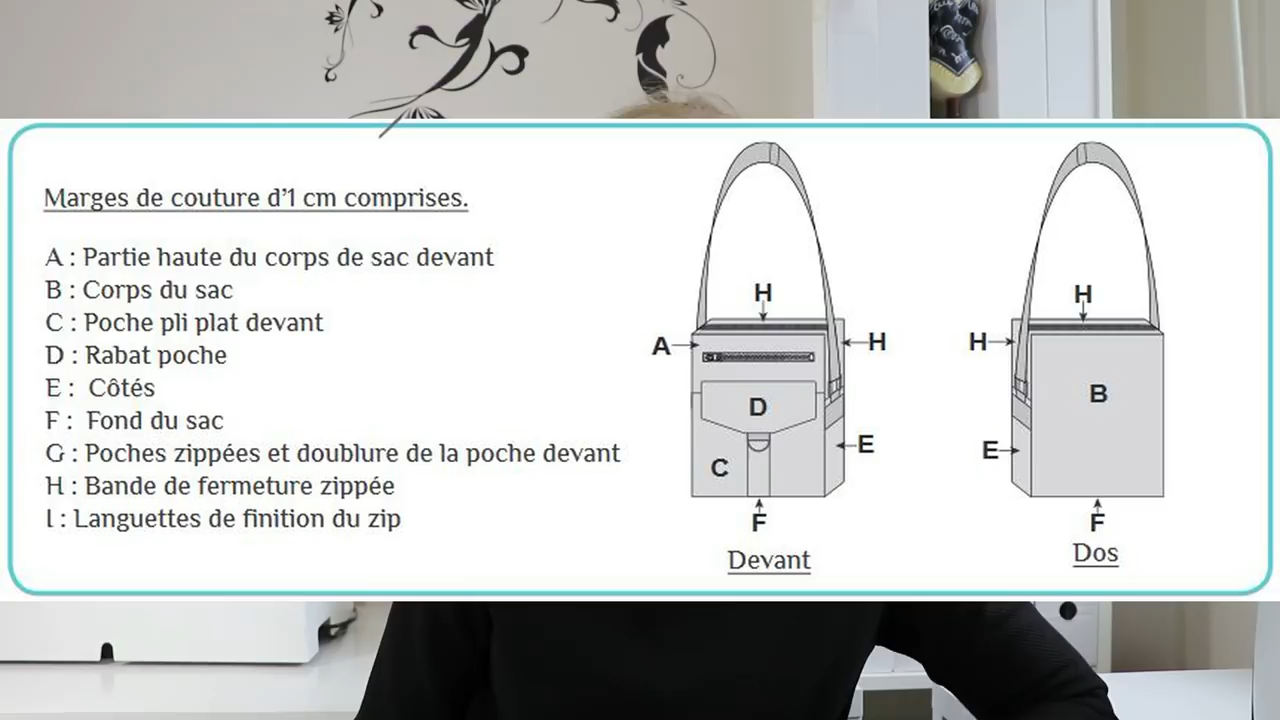 Marges de couture d'1 cm comprises.
A : Partie haute du corps de sac devant
B : Corps du sac
C : Poche pli plat devant
D : Rabat poche
E : Côtés
F : Fond du sac
G : Poches zippées et doublure de la poche devant
H : Bande de fermeture zippée
I : Languettes de finition du zip
H
A
H
D
E
C
F
Devant
H
H
B
E
F
Dos